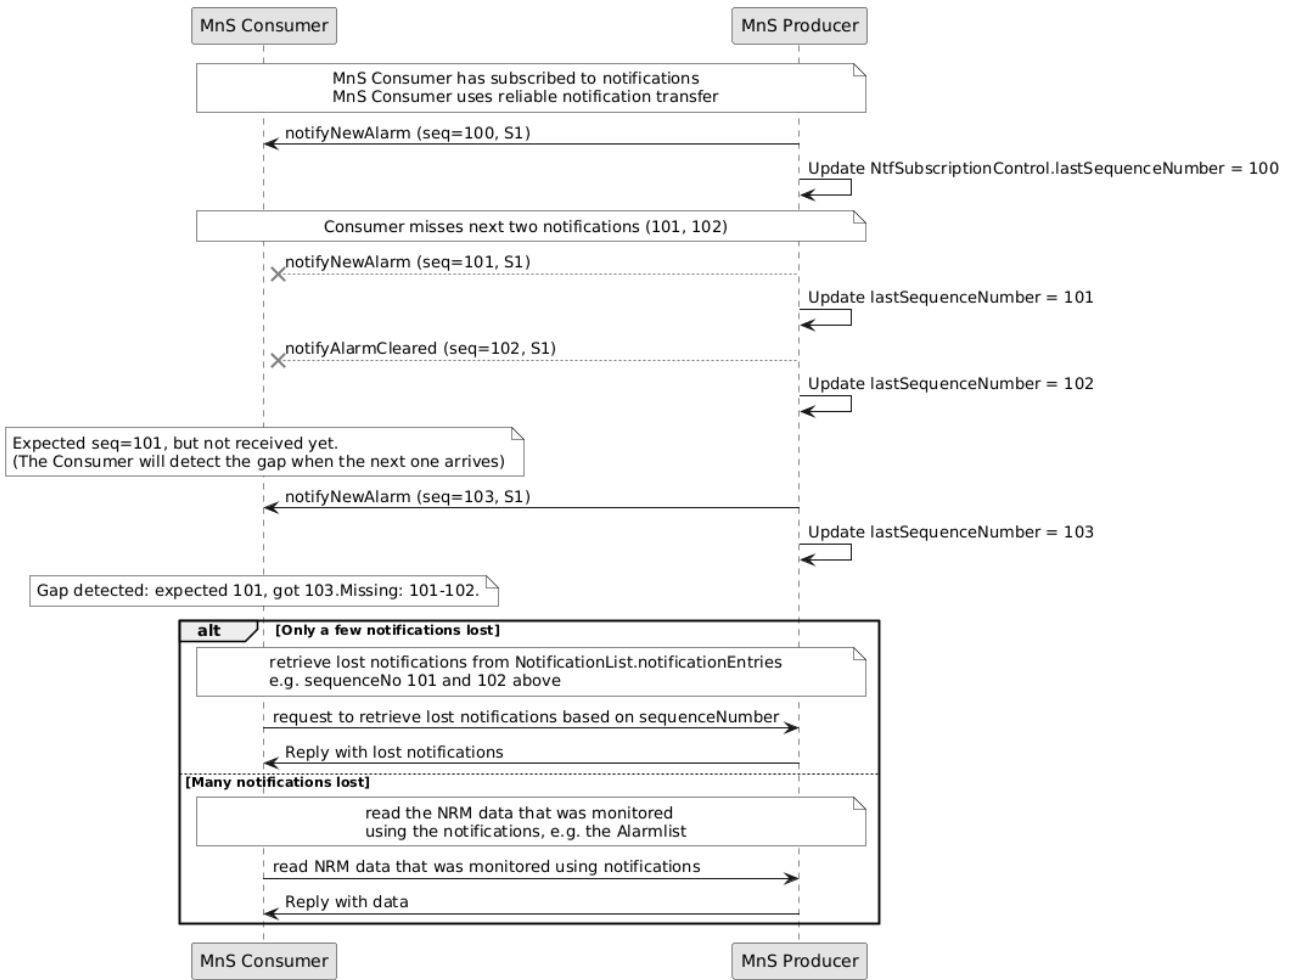 MnS Consumer
MnS Producer
MnS Consumer has subscribed to notifications
MnS Consumer uses reliable notification transfer
notifyNewAlarm (seq=100, S1)
Update NtfSubscriptionControl.lastSequenceNumber = 100
Consumer misses next two notifications (101, 102)
notifyNewAlarm (seq=101, S1)
Update lastSequenceNumber = 101
notifyAlarmCleared (seq=102, S1)
Update lastSequenceNumber = 102
Expected seq=101, but not received yet.
(The Consumer will detect the gap when the next one arrives)
notifyNewAlarm (seq=103, S1)
Update lastSequenceNumber = 103
Gap detected: expected 101, got 103.Missing: 101-102.
alt
[Only a few notifications lost]
retrieve lost notifications from NotificationList.notificationEntries
e.g. sequenceNo 101 and 102 above
request to retrieve lost notifications based on sequenceNumber
Reply with lost notifications
[Many notifications lost]
read the NRM data that was monitored
using the notifications, e.g. the Alarmlist
read NRM data that was monitored using notifications
Reply with data
MnS Consumer
MnS Producer